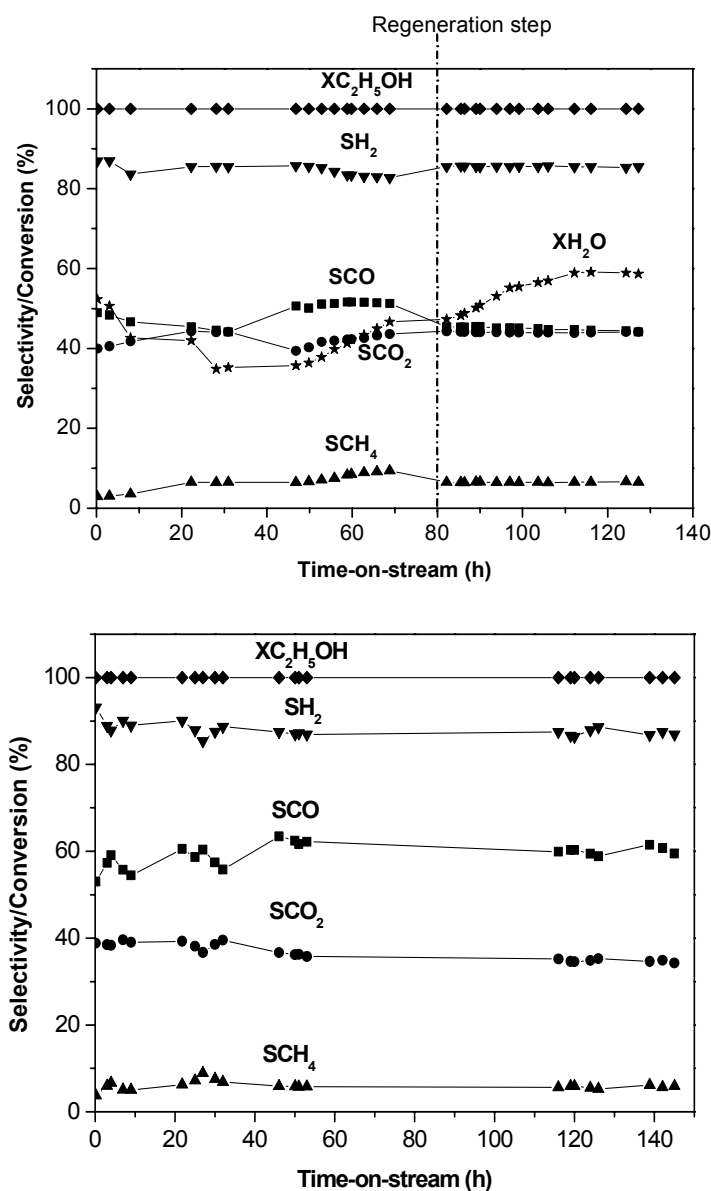 Regeneration step
XC₂H₅OH
SH₂
XH₂O
SCO
SCO₂
SCH₄
100
80
60
40
20
0
Selectivity/Conversion (%)
0 20 40 60 80 100 120 140
Time-on-stream (h)
XC₂H₅OH
SH₂
SCO
SCO₂
SCH₄
100
80
60
40
20
0
Selectivity/Conversion (%)
0 20 40 60 80 100 120 140
Time-on-stream (h)